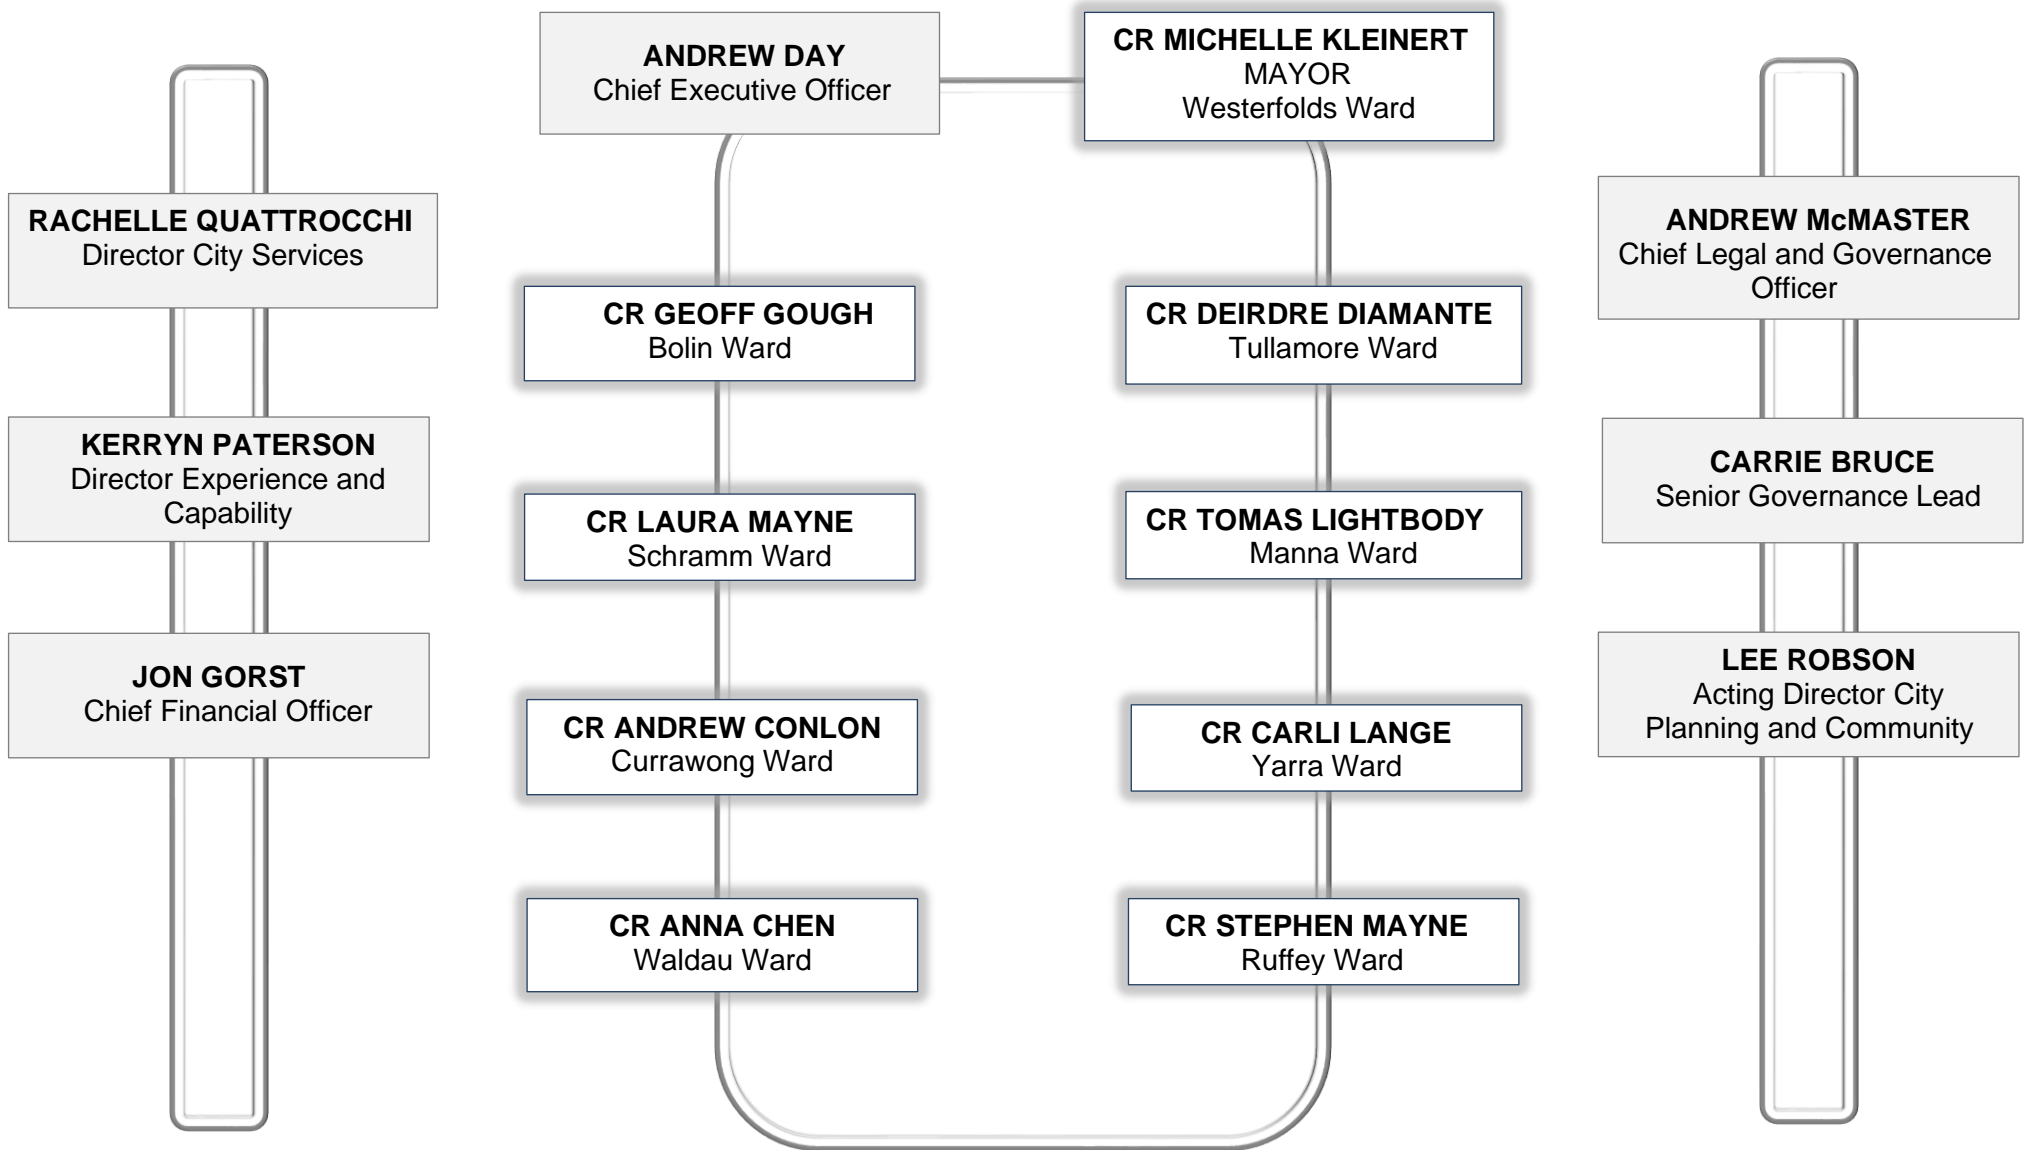 ANDREW DAY
Chief Executive Officer
CR MICHELLE KLEINERT
MAYOR
Westerfolds Ward
RACHELLE QUATTROCCHI
Director City Services
KERRYN PATERSON
Director Experience and
Capability
JON GORST
Chief Financial Officer
CR GEOFF GOUGH
Bolin Ward
CR LAURA MAYNE
Schramm Ward
CR ANDREW CONLON
Currawong Ward
CR ANNA CHEN
Waldau Ward
CR DEIRDRE DIAMANTE
Tullamore Ward
CR TOMAS LIGHTBODY
Manna Ward
CR CARLI LANGE
Yarra Ward
CR STEPHEN MAYNE
Ruffey Ward
ANDREW McMASTER
Chief Legal and Governance
Officer
CARRIE BRUCE
Senior Governance Lead
LEE ROBSON
Acting Director City
Planning and Community